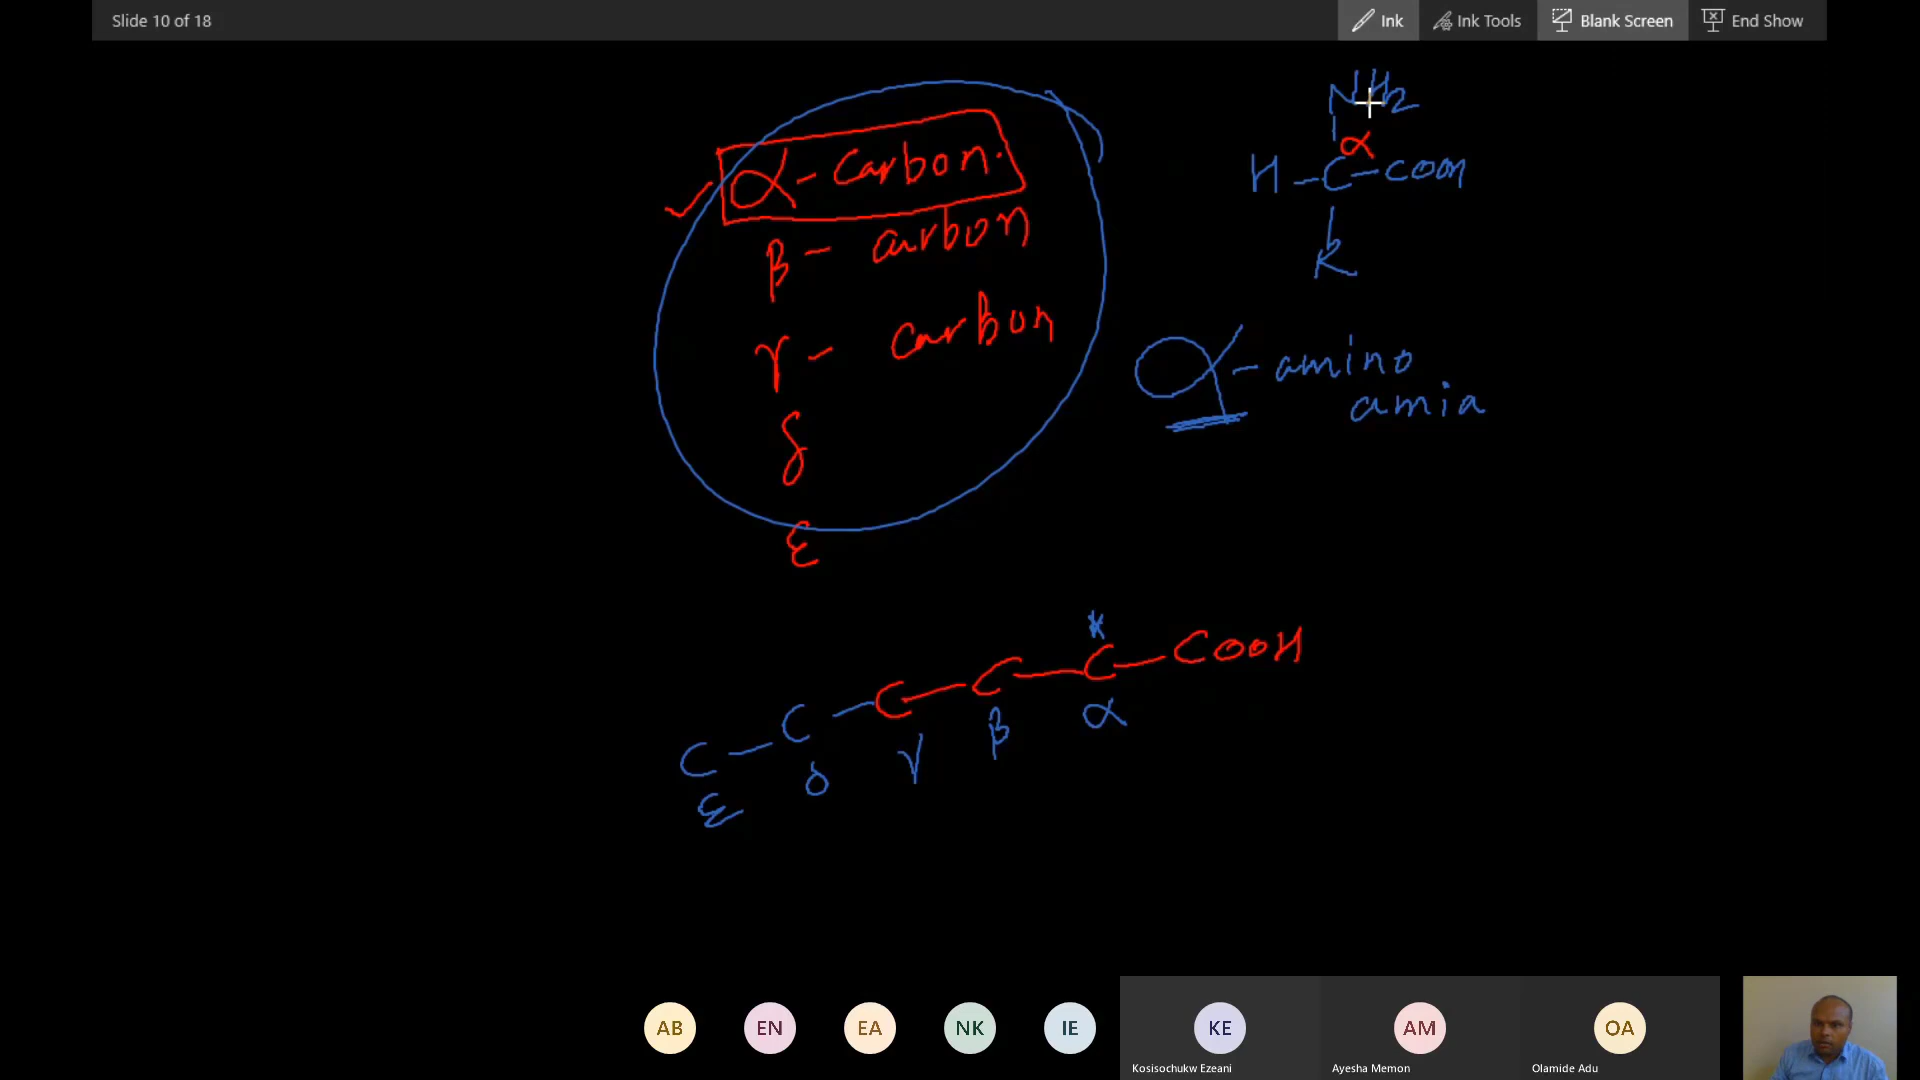 Slide 10 of 18
Ink
Ink Tools
Blank Screen
End Show
α - Carbon.
β - carbon
γ - carbon
δ
ε
NH2
α
H - C - COOH
R
α - amino
amia
*
C - C - C - C - C - COOH
ε δ γ β α
AB
EN
EA
NK
IE
KE
AM
OA
Kosisochukw Ezeani
Ayesha Memon
Olamide Adu